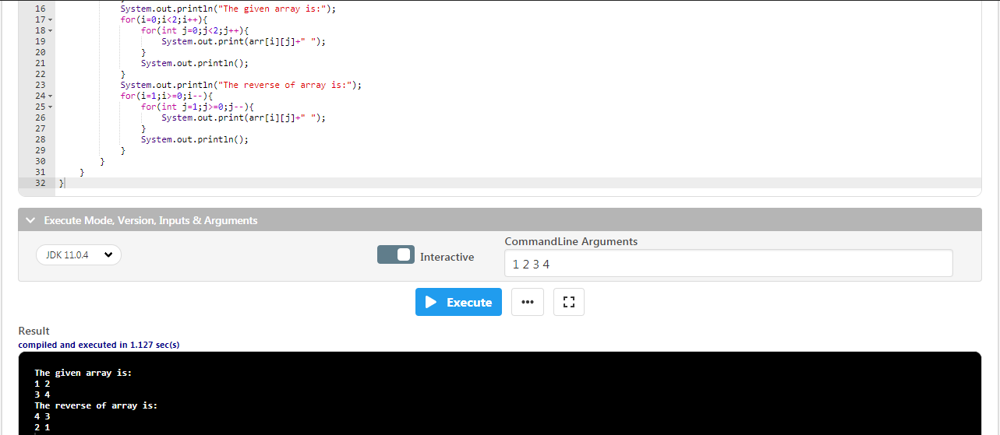 16 System.out.println("The given array is:");
17 for(i=0;i<2;i++){
18 for(int j=0;j<2;j++){
19 System.out.print(arr[i][j]+" ");
20 }
21 System.out.println();
22 }
23 System.out.println("The reverse of array is:");
24 for(i=1;i>=0;i--){
25 for(int j=1;j>=0;j--){
26 System.out.print(arr[i][j]+" ");
27 }
28 System.out.println();
29 }
30 }
31 }
32 }
Execute Mode, Version, Inputs & Arguments
JDK 11.0.4
Interactive
CommandLine Arguments
1 2 3 4
Execute
Result
compiled and executed in 1.127 sec(s)
The given array is:
1 2
3 4
The reverse of array is:
4 3
2 1